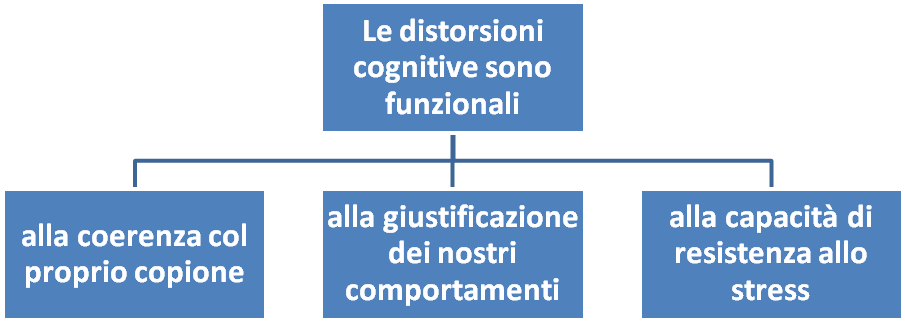 Le distorsioni
cognitive sono
funzionali
alla coerenza col
proprio copione
alla giustificazione
dei nostri
comportamenti
alla capacità di
resistenza allo
stress